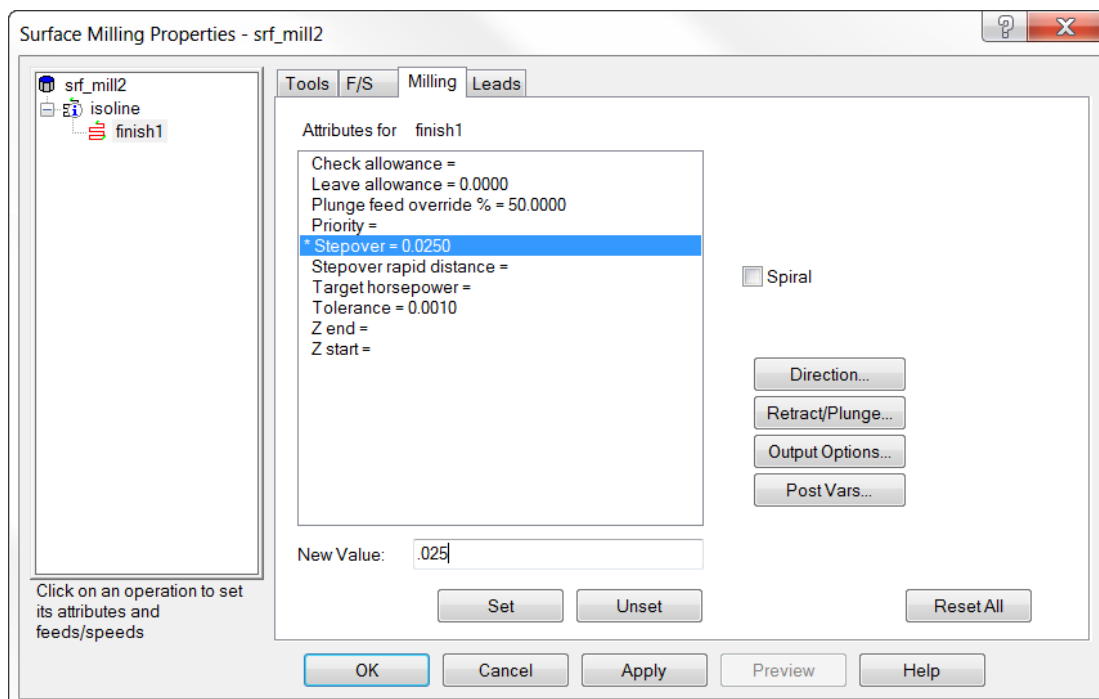 Surface Milling Properties - srf_mill2
srf_mill2
isoline
finish1
Click on an operation to set
its attributes and
feeds/speeds
Tools F/S Milling Leads
Attributes for finish1
Check allowance =
Leave allowance = 0.0000
Plunge feed override % = 50.0000
Priority =
* Stepover = 0.0250
Stepover rapid distance =
Target horsepower =
Tolerance = 0.0010
Z end =
Z start =
Spiral
Direction...
Retract/Plunge...
Output Options...
Post Vars...
New Value: .025
Set Unset Reset All
OK Cancel Apply Preview Help